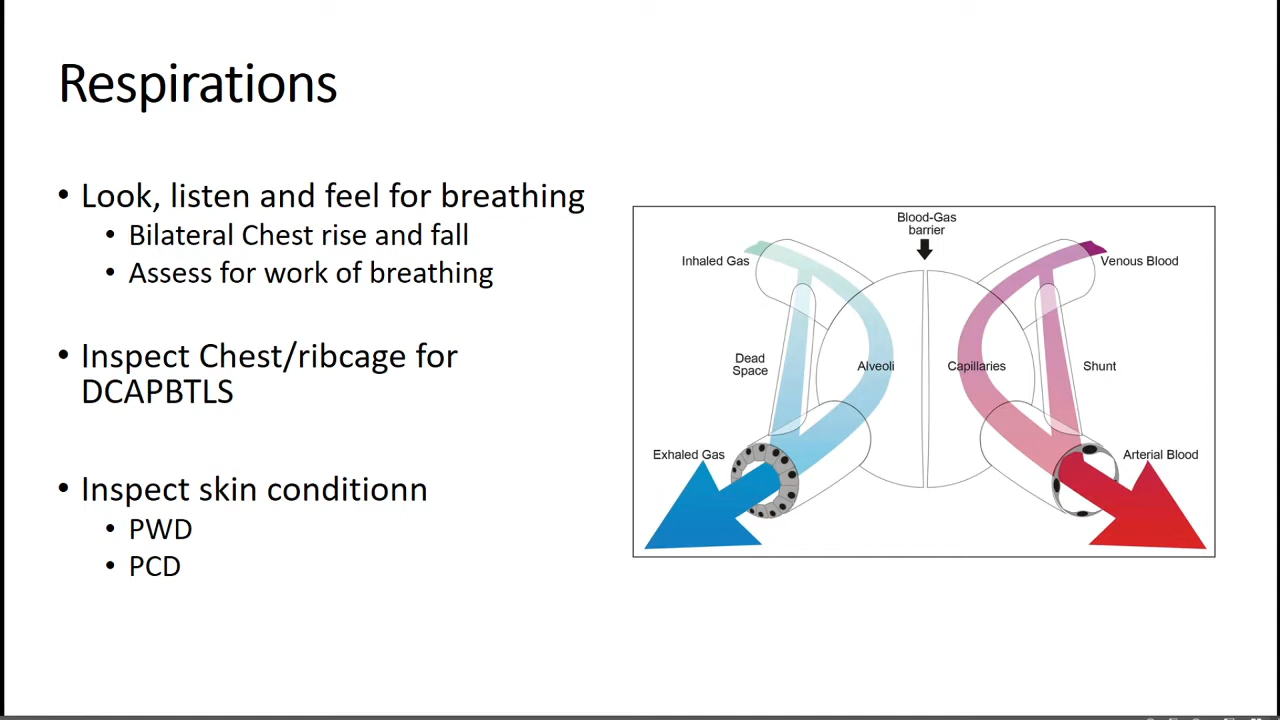 Respirations
• Look, listen and feel for breathing
• Bilateral Chest rise and fall
• Assess for work of breathing
• Inspect Chest/ribcage for
DCAPBTLS
• Inspect skin conditionn
• PWD
• PCD
Blood-Gas
barrier
Inhaled Gas
Venous Blood
Dead
Space
Alveoli
Capillaries
Shunt
Exhaled Gas
Arterial Blood